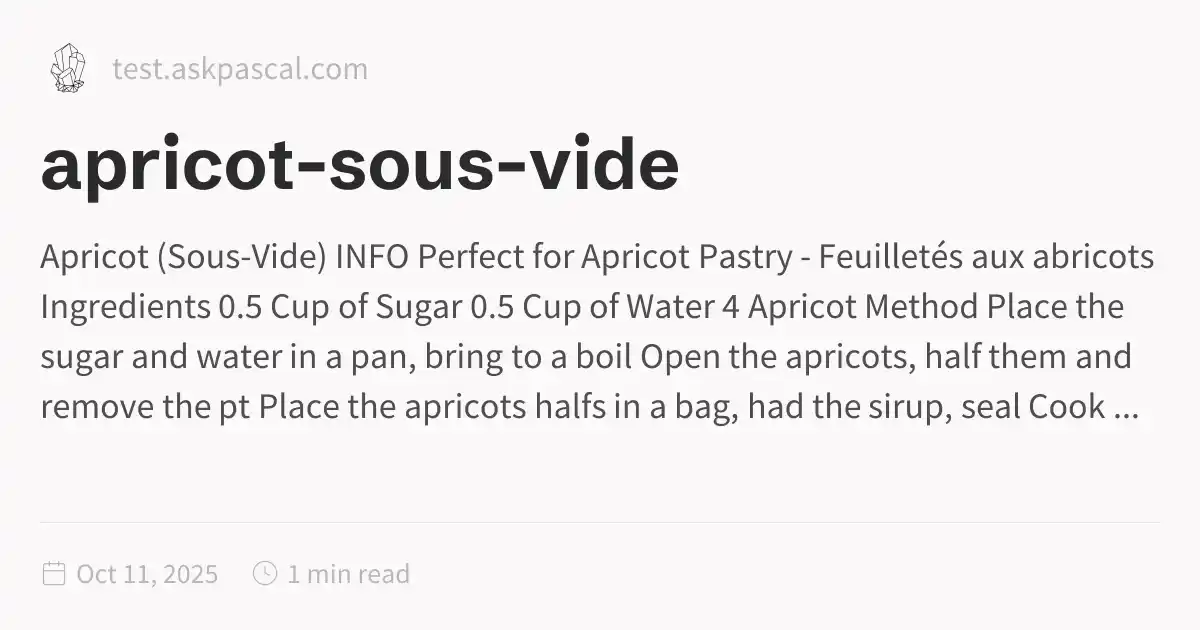 test.askpascal.com
apricot-sous-vide
Apricot (Sous-Vide) INFO Perfect for Apricot Pastry - Feuilletés aux abricots
Ingredients 0.5 Cup of Sugar 0.5 Cup of Water 4 Apricot Method Place the
sugar and water in a pan, bring to a boil Open the apricots, half them and
remove the pt Place the apricots halfs in a bag, had the sirup, seal Cook ...
Oct 11, 2025 1 min read